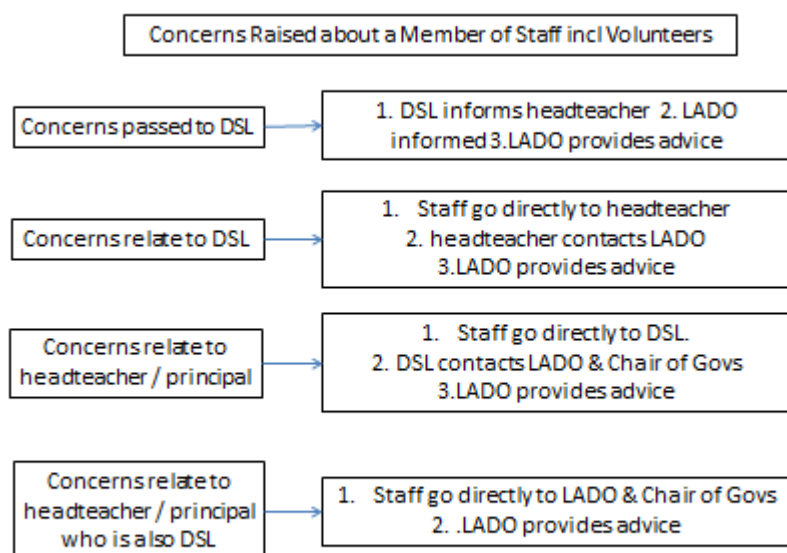 Concerns Raised about a Member of Staff incl Volunteers
Concerns passed to DSL
1. DSL informs headteacher 2. LADO
informed 3.LADO provides advice
Concerns relate to DSL
1. Staff go directly to headteacher
2. headteacher contacts LADO
3.LADO provides advice
Concerns relate to
headteacher / principal
1. Staff go directly to DSL.
2. DSL contacts LADO & Chair of Govs
3.LADO provides advice
Concerns relate to
headteacher / principal
who is also DSL
1. Staff go directly to LADO & Chair of Govs
2. .LADO provides advice